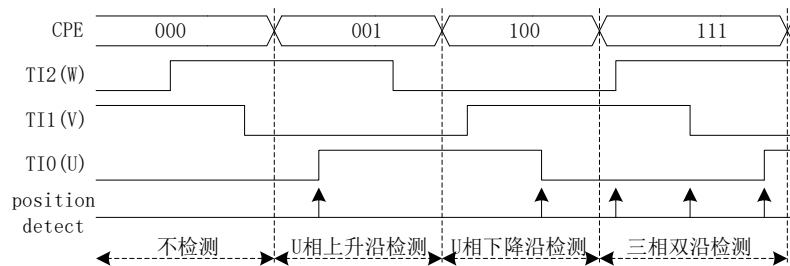 CPE 000 001 100 111
TI2(W)
TI1(V)
TI0(U)
position
detect
不检测 U相上升沿检测 U相下降沿检测 三相双沿检测